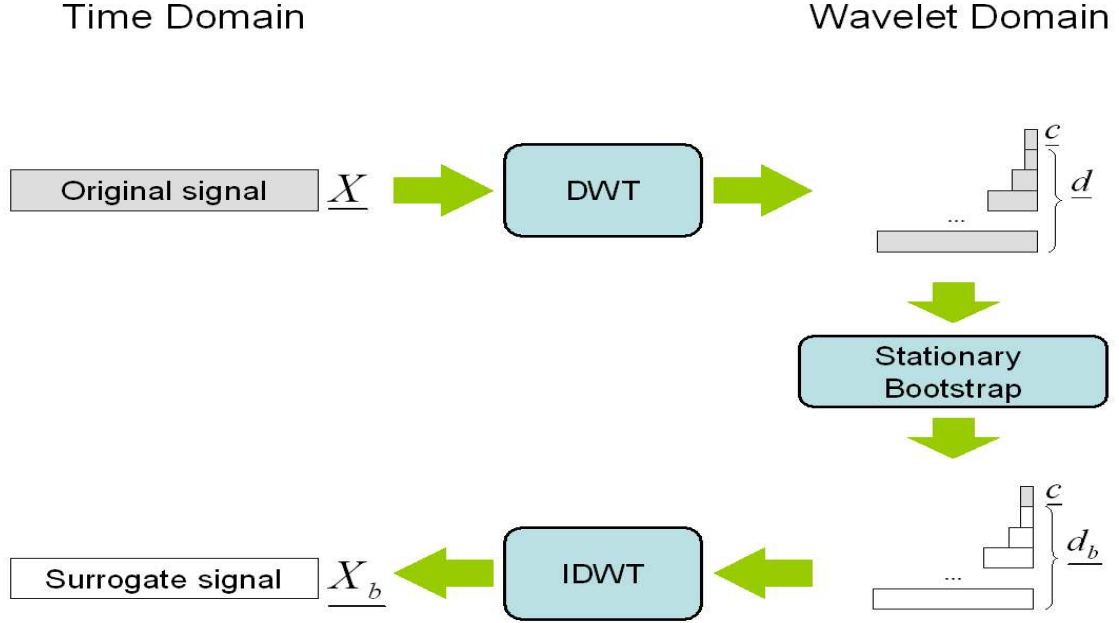 Time Domain
Wavelet Domain
Original signal
X
DWT
c
d
...
Stationary
Bootstrap
Surrogate signal
X_b
IDWT
c
d_b
...